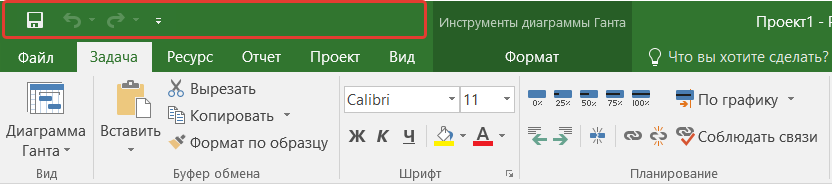 Инструменты диаграммы Ганта
Проект1 - P
Файл Задача Ресурс Отчет Проект Вид Формат Что вы хотите сделать?
Диаграмма Ганта
Вид
Вставить
Вырезать
Копировать
Формат по образцу
Буфер обмена
Calibri 11
Ж К Ч А
Шрифт
0% 25% 50% 75% 100%
По графику
Соблюдать связи
Планирование